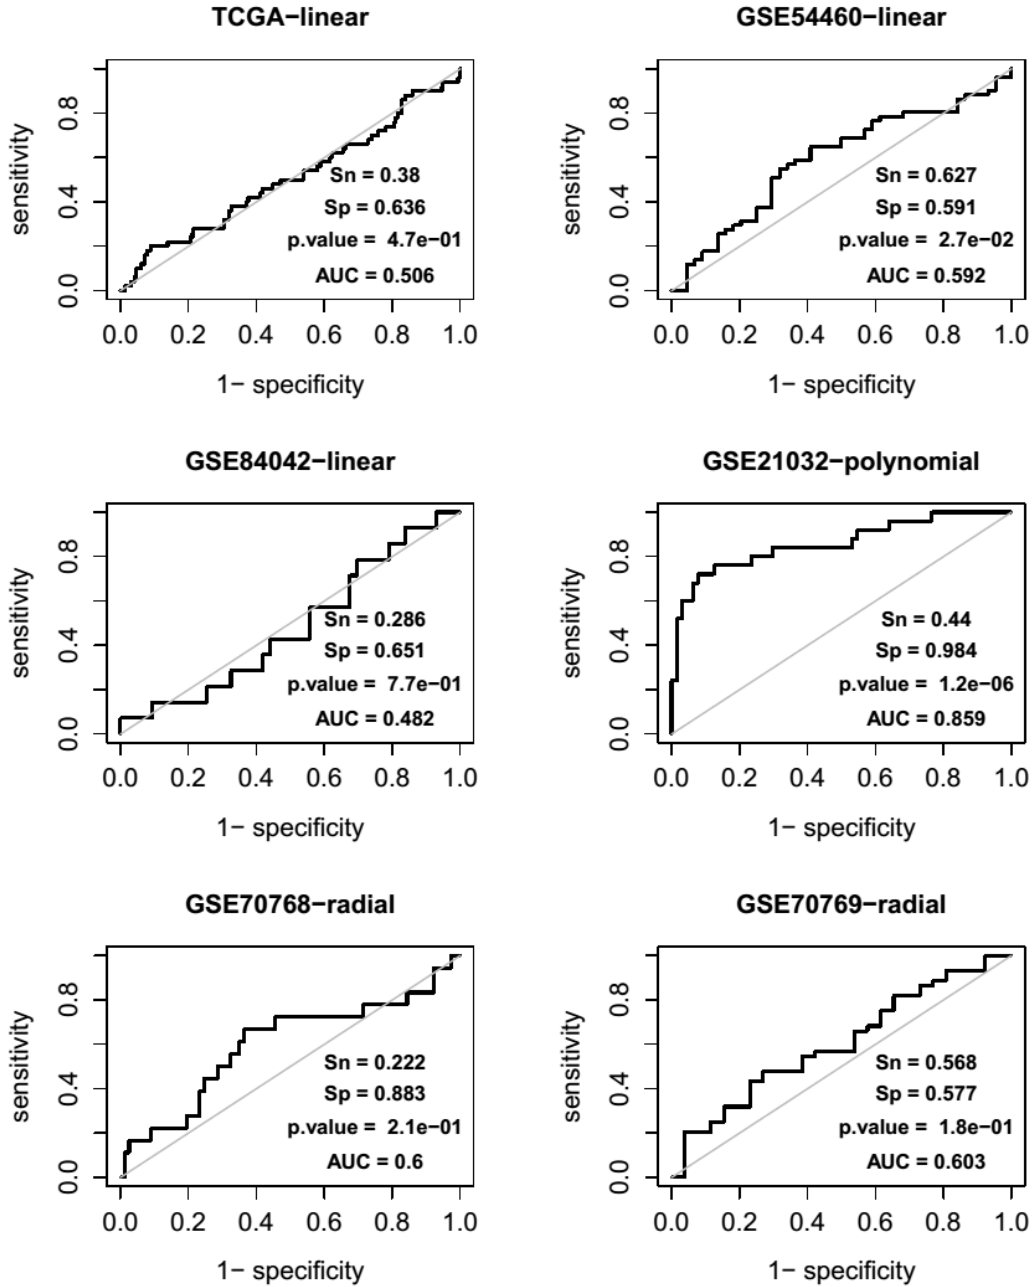 TCGA−linear
sensitivity
0.0 0.4 0.8
Sn = 0.38
Sp = 0.636
p.value = 4.7e−01
AUC = 0.506
0.0 0.2 0.4 0.6 0.8 1.0
1− specificity
GSE54460−linear
sensitivity
0.0 0.4 0.8
Sn = 0.627
Sp = 0.591
p.value = 2.7e−02
AUC = 0.592
0.0 0.2 0.4 0.6 0.8 1.0
1− specificity
GSE84042−linear
sensitivity
0.0 0.4 0.8
Sn = 0.286
Sp = 0.651
p.value = 7.7e−01
AUC = 0.482
0.0 0.2 0.4 0.6 0.8 1.0
1− specificity
GSE21032−polynomial
sensitivity
0.0 0.4 0.8
Sn = 0.44
Sp = 0.984
p.value = 1.2e−06
AUC = 0.859
0.0 0.2 0.4 0.6 0.8 1.0
1− specificity
GSE70768−radial
sensitivity
0.0 0.4 0.8
Sn = 0.222
Sp = 0.883
p.value = 2.1e−01
AUC = 0.6
0.0 0.2 0.4 0.6 0.8 1.0
1− specificity
GSE70769−radial
sensitivity
0.0 0.4 0.8
Sn = 0.568
Sp = 0.577
p.value = 1.8e−01
AUC = 0.603
0.0 0.2 0.4 0.6 0.8 1.0
1− specificity